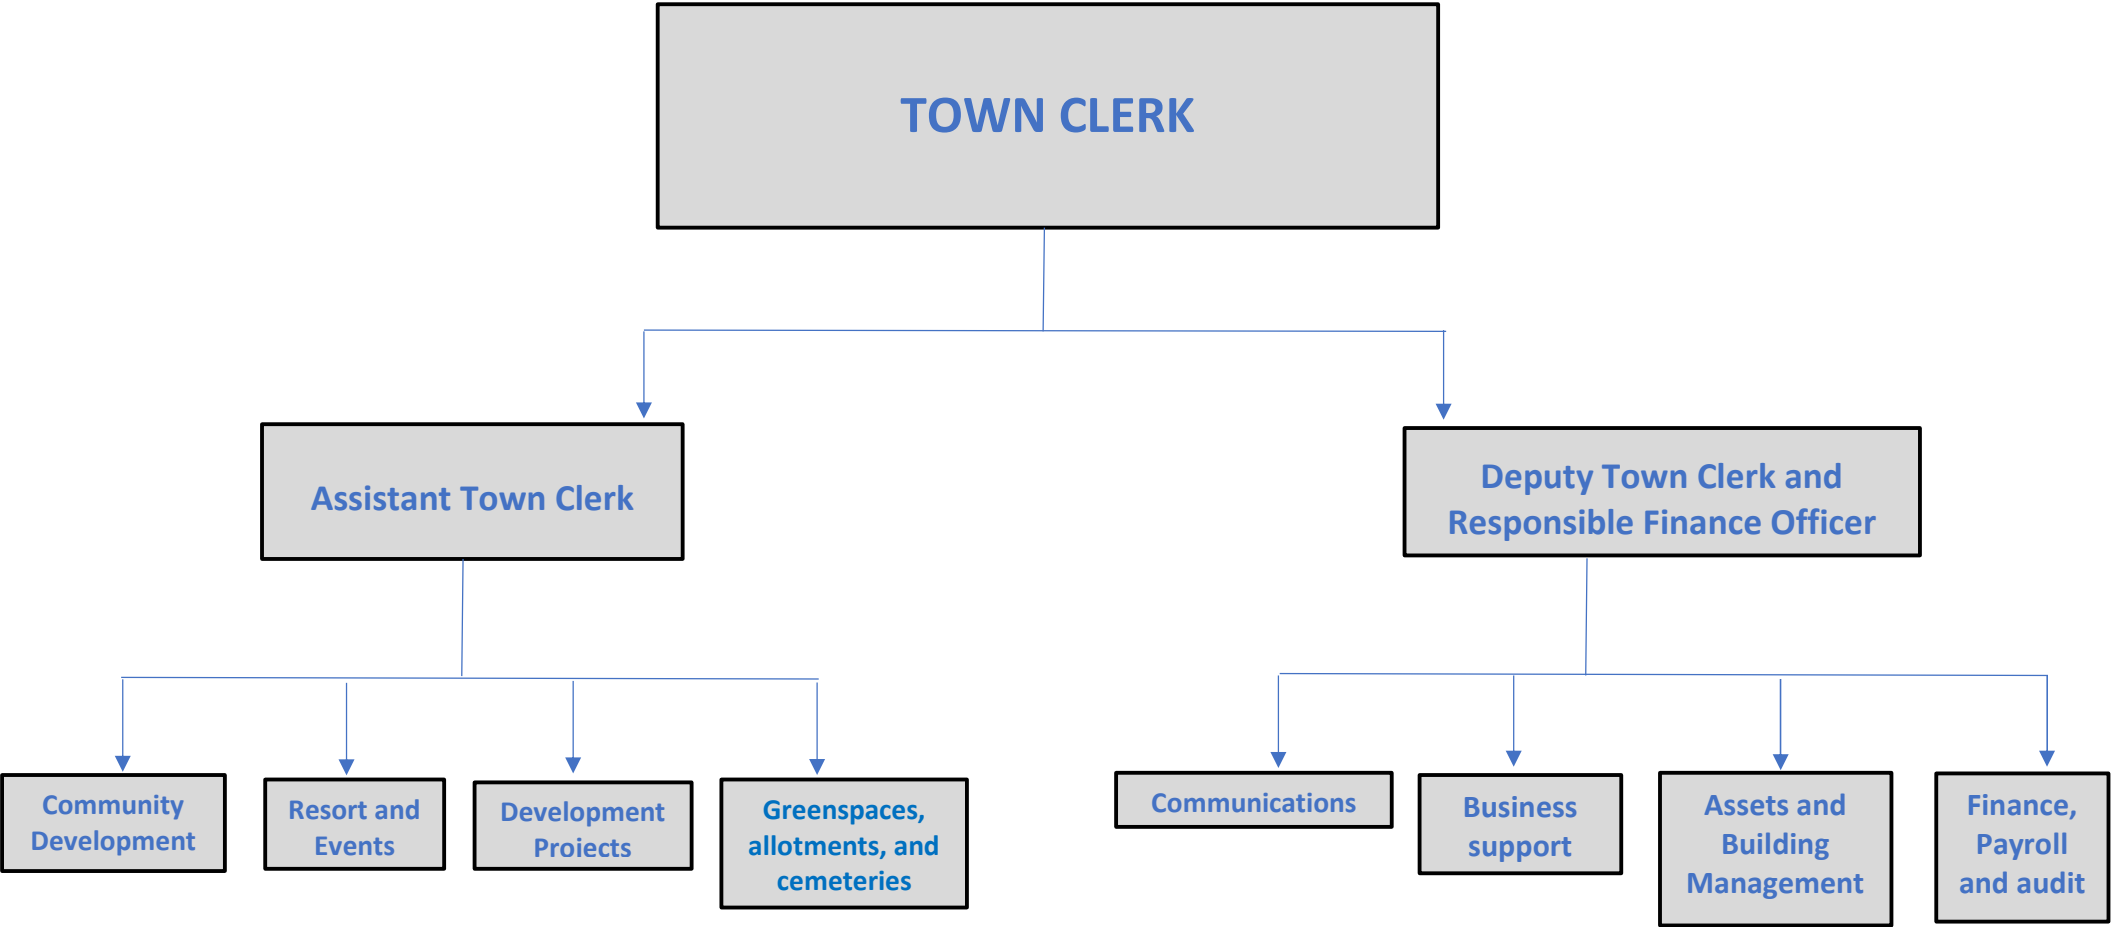 TOWN CLERK
Assistant Town Clerk
Deputy Town Clerk and
Responsible Finance Officer
Community
Development
Resort and
Events
Development
Projects
Greenspaces,
allotments, and
cemeteries
Communications
Business
support
Assets and
Building
Management
Finance,
Payroll
and audit